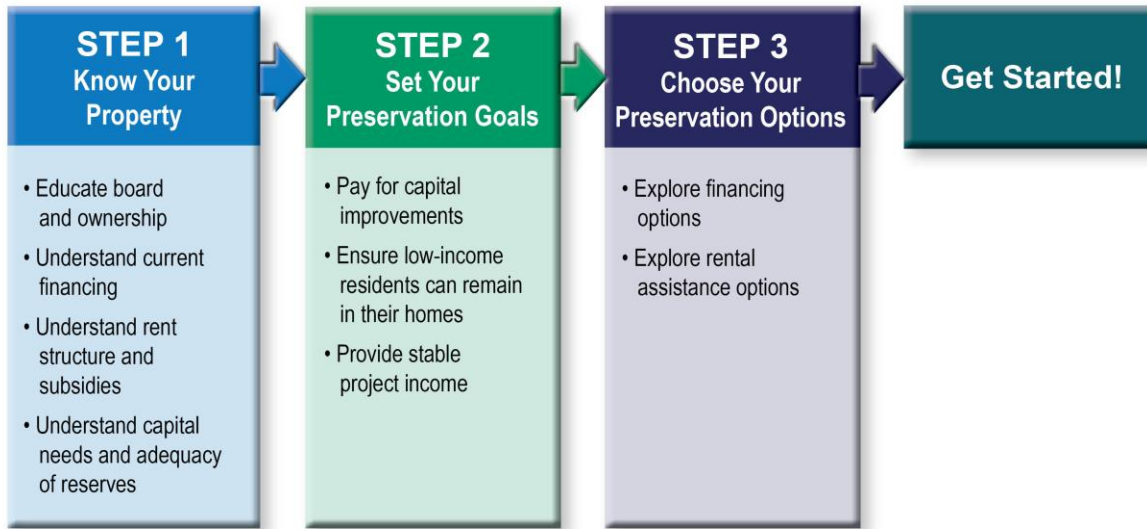 STEP 1
Know Your
Property
• Educate board
and ownership
• Understand current
financing
• Understand rent
structure and
subsidies
• Understand capital
needs and adequacy
of reserves
STEP 2
Set Your
Preservation Goals
• Pay for capital
improvements
• Ensure low-income
residents can remain
in their homes
• Provide stable
project income
STEP 3
Choose Your
Preservation Options
• Explore financing
options
• Explore rental
assistance options
Get Started!